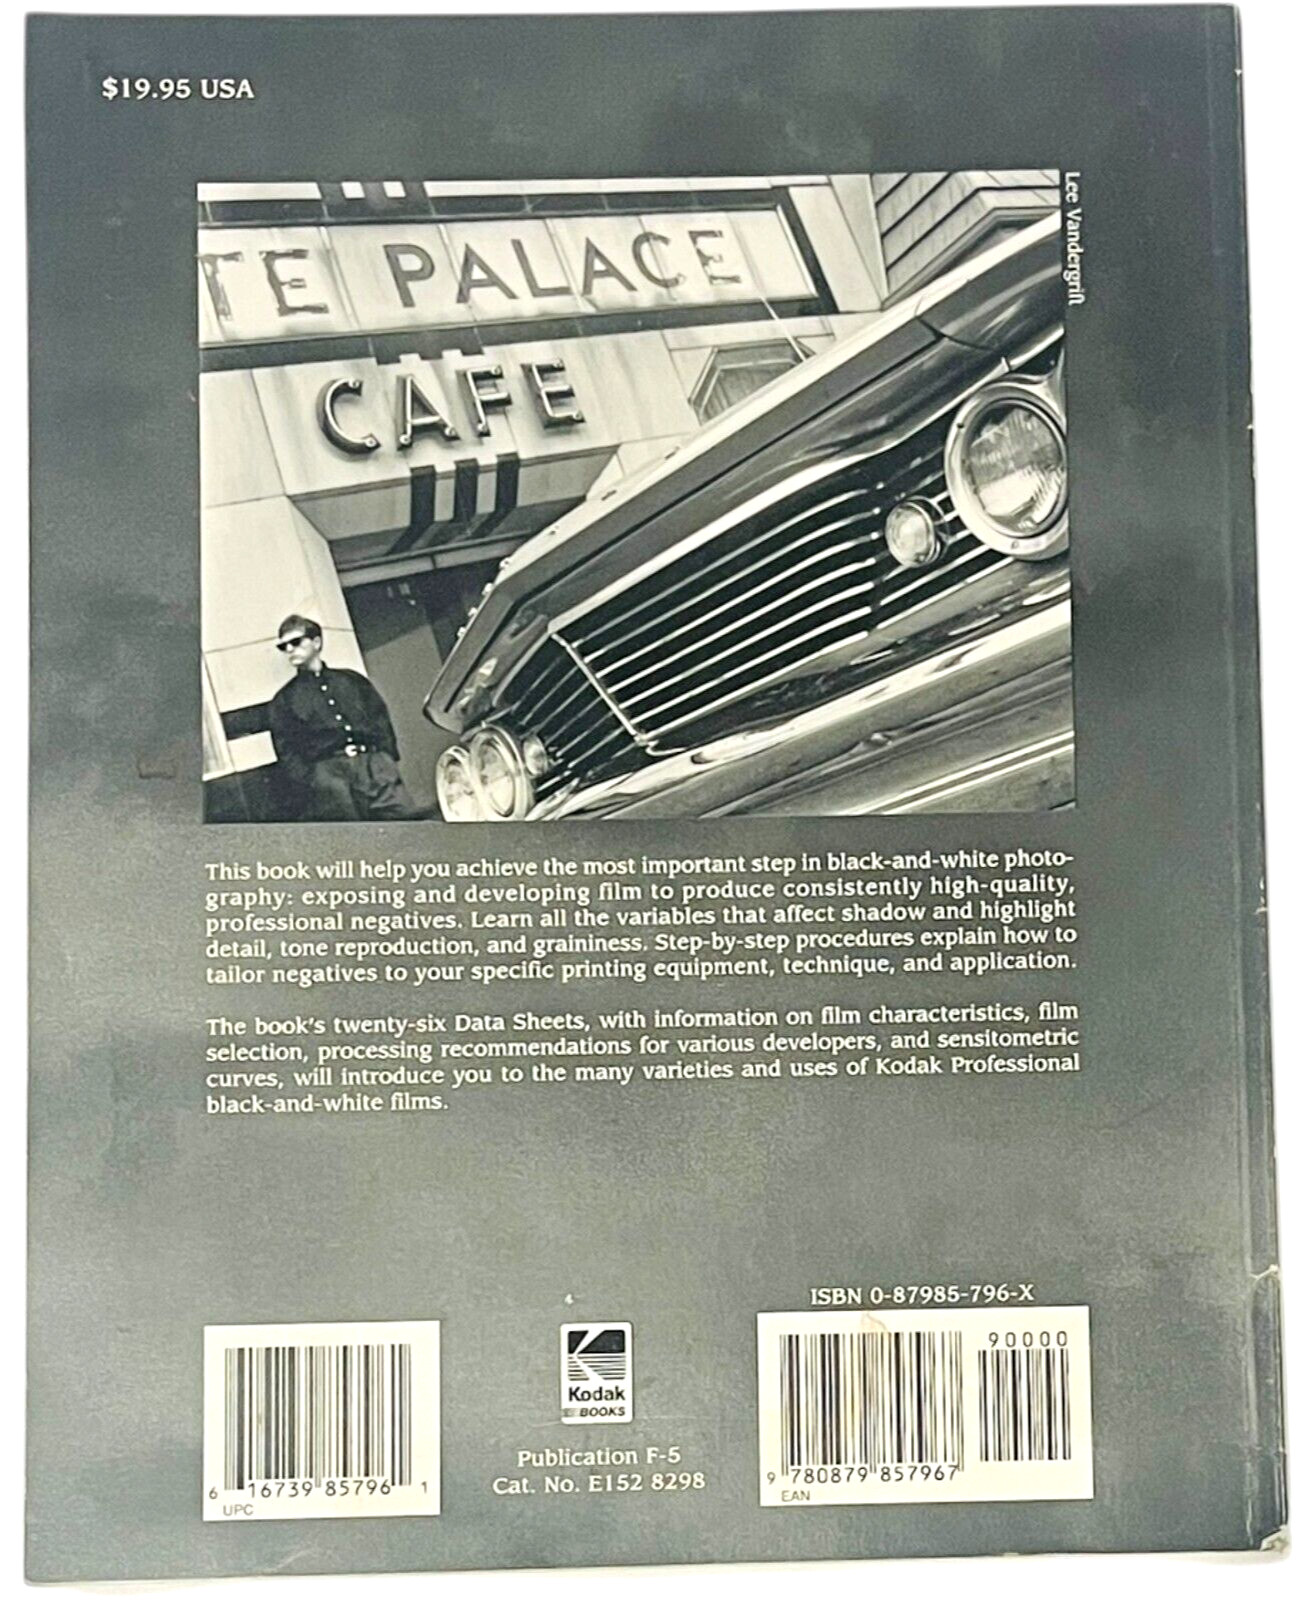 $19.95 USA
Lee Vandergrift
TE PALACE
CAFE
This book will help you achieve the most important step in black-and-white photo-
graphy: exposing and developing film to produce consistently high-quality,
professional negatives. Learn all the variables that affect shadow and highlight
detail, tone reproduction, and graininess. Step-by-step procedures explain how to
tailor negatives to your specific printing equipment, technique, and application.
The book's twenty-six Data Sheets, with information on film characteristics, film
selection, processing recommendations for various developers, and sensitometric
curves, will introduce you to the many varieties and uses of Kodak Professional
black-and-white films.
ISBN 0-87985-796-X
90000
9 780879 857967
EAN
Kodak
BOOKS
Publication F-5
Cat. No. E152 8298
6 16739 85796 1
UPC